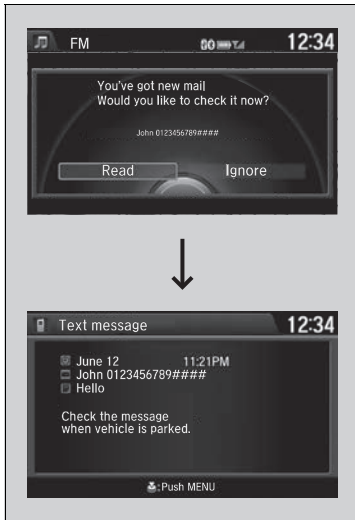 FM 12:34
You've got new mail
Would you like to check it now?
John 0123456789####
Read Ignore
Text message 12:34
June 12 11:21PM
John 0123456789####
Hello
Check the message
when vehicle is parked.
:Push MENU